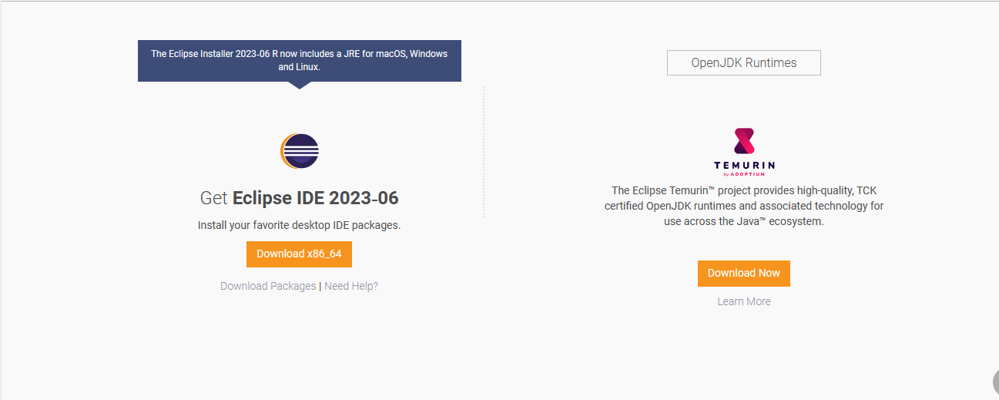 The Eclipse Installer 2023-06 R now includes a JRE for macOS, Windows
and Linux.
Get Eclipse IDE 2023-06
Install your favorite desktop IDE packages.
Download x86_64
Download Packages | Need Help?
OpenJDK Runtimes
TEMURIN
by ADOPTIUM
The Eclipse Temurin™ project provides high-quality, TCK
certified OpenJDK runtimes and associated technology for
use across the Java™ ecosystem.
Download Now
Learn More